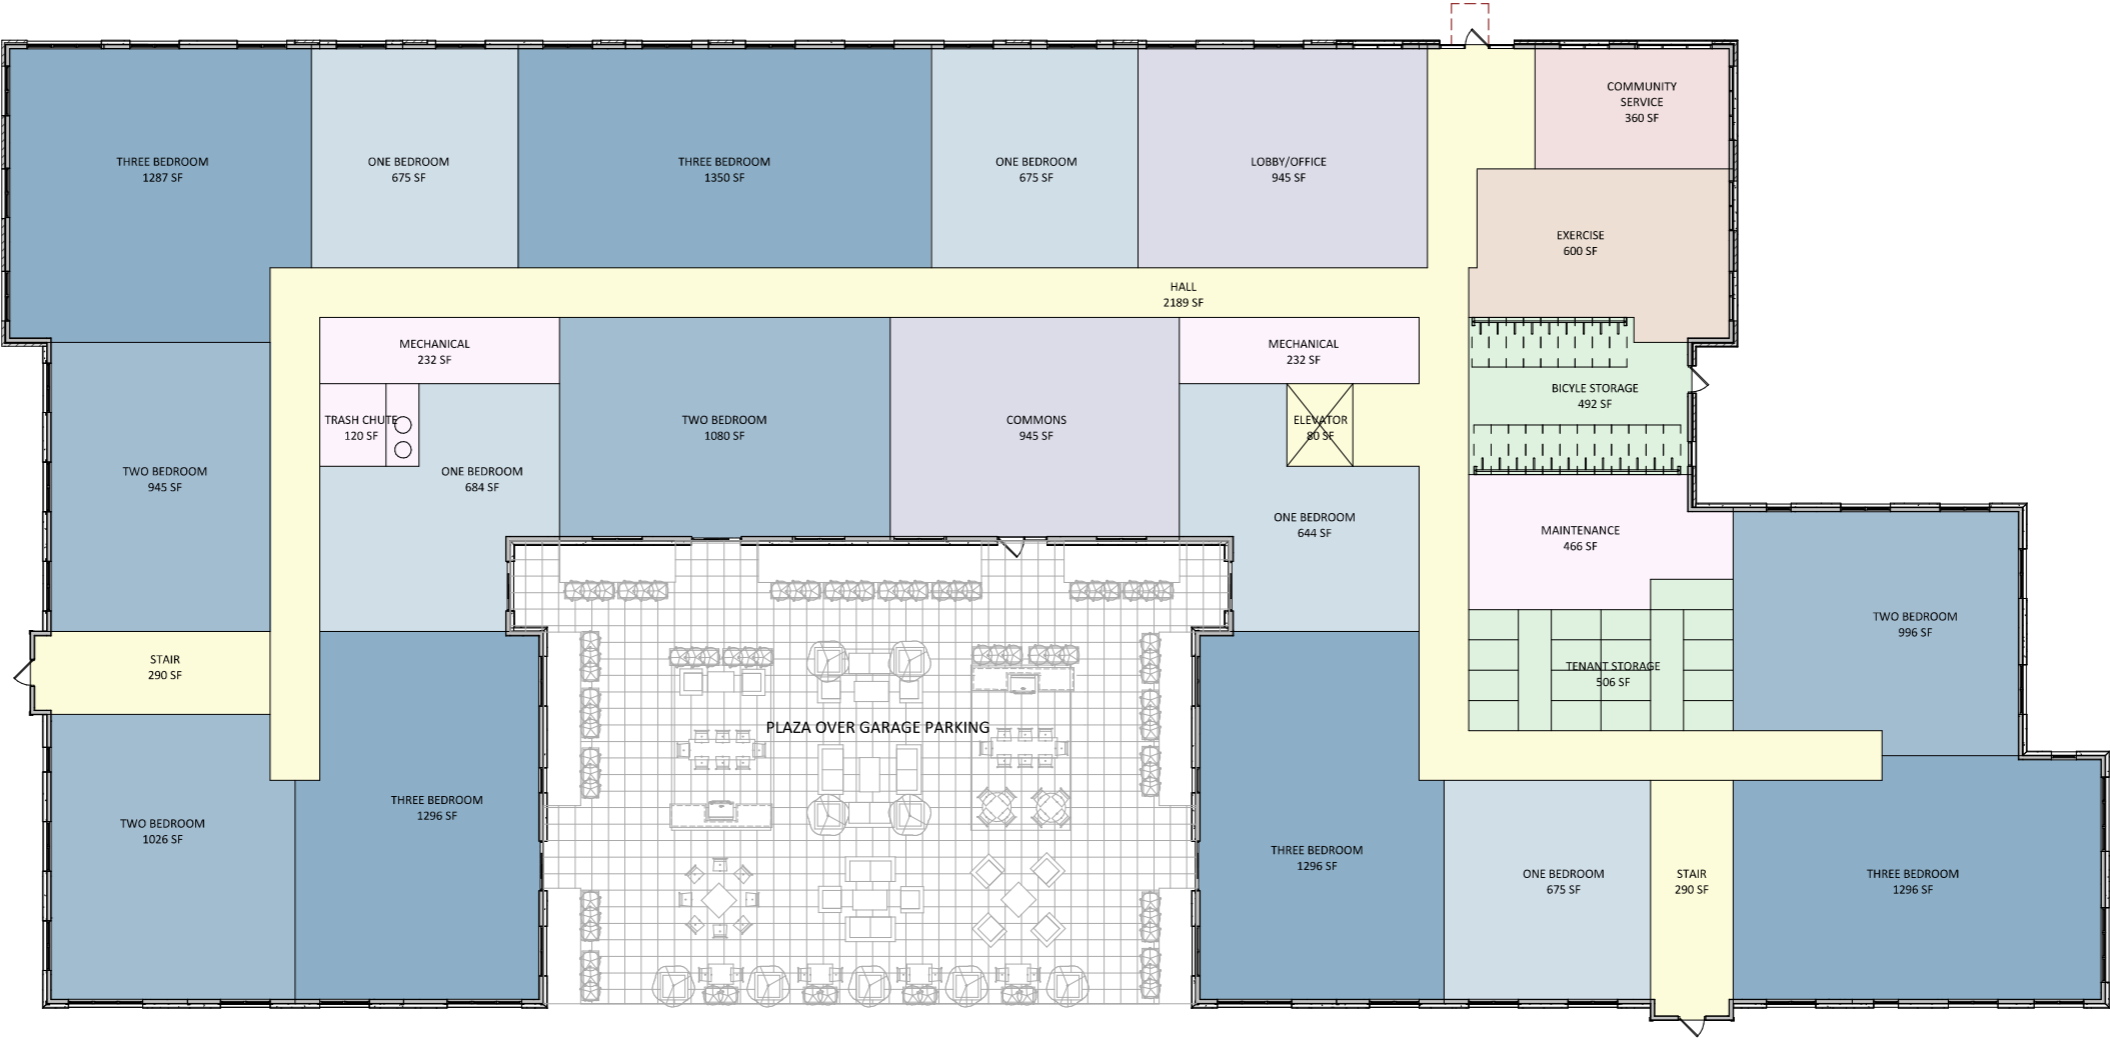 COMMUNITY
SERVICE
360 SF
THREE BEDROOM
1287 SF
ONE BEDROOM
675 SF
THREE BEDROOM
1350 SF
ONE BEDROOM
675 SF
LOBBY/OFFICE
945 SF
EXERCISE
600 SF
HALL
2189 SF
MECHANICAL
232 SF
MECHANICAL
232 SF
BICYLE STORAGE
492 SF
TRASH CHUTE
120 SF
TWO BEDROOM
1080 SF
COMMONS
945 SF
ELEVATOR
80 SF
TWO BEDROOM
945 SF
ONE BEDROOM
684 SF
ONE BEDROOM
644 SF
MAINTENANCE
466 SF
TWO BEDROOM
996 SF
STAIR
290 SF
TENANT STORAGE
506 SF
PLAZA OVER GARAGE PARKING
TWO BEDROOM
1026 SF
THREE BEDROOM
1296 SF
THREE BEDROOM
1296 SF
ONE BEDROOM
675 SF
STAIR
290 SF
THREE BEDROOM
1296 SF